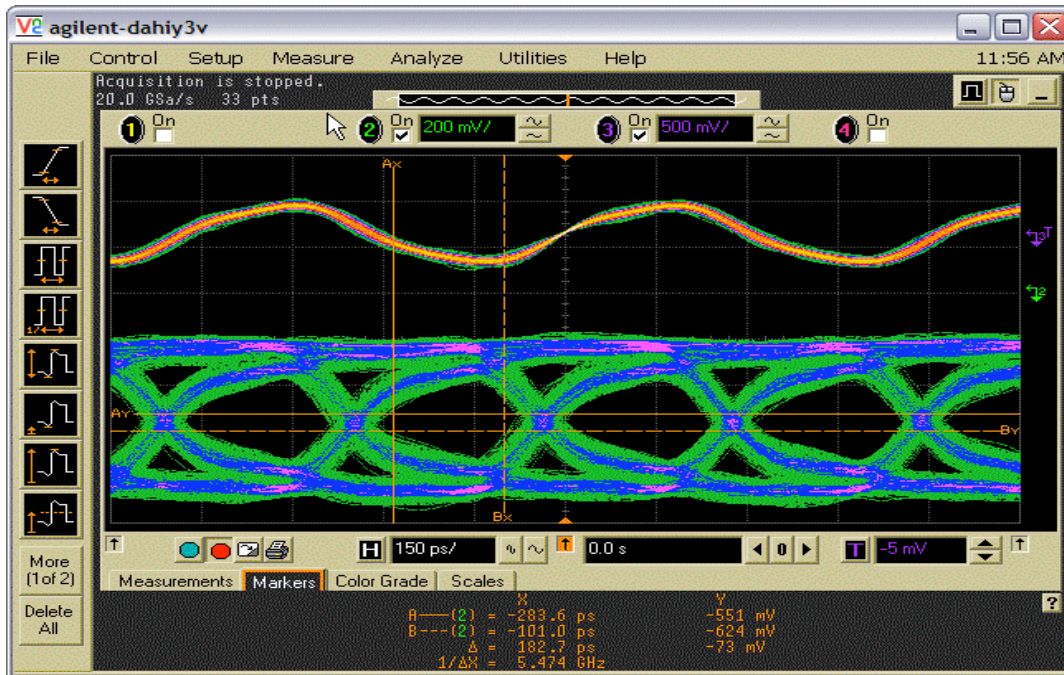 V2 agilent-dahiy3v
File Control Setup Measure Analyze Utilities Help 11:56 AM
Acquisition is stopped.
20.0 GSa/s 33 pts
1 On 2 On 200 mV/ 3 On 500 mV/ 4 On
Ax
3T
2
Ay
By
Bx
More
(1 of 2)
Delete
All
H 150 ps/ 0.0 s 0 T -5 mV
Measurements Markers Color Grade Scales
X Y
A——(2) = -283.6 ps -551 mV
B---(2) = -101.0 ps -624 mV
Δ = 182.7 ps -73 mV
1/ΔX = 5.474 GHz
?